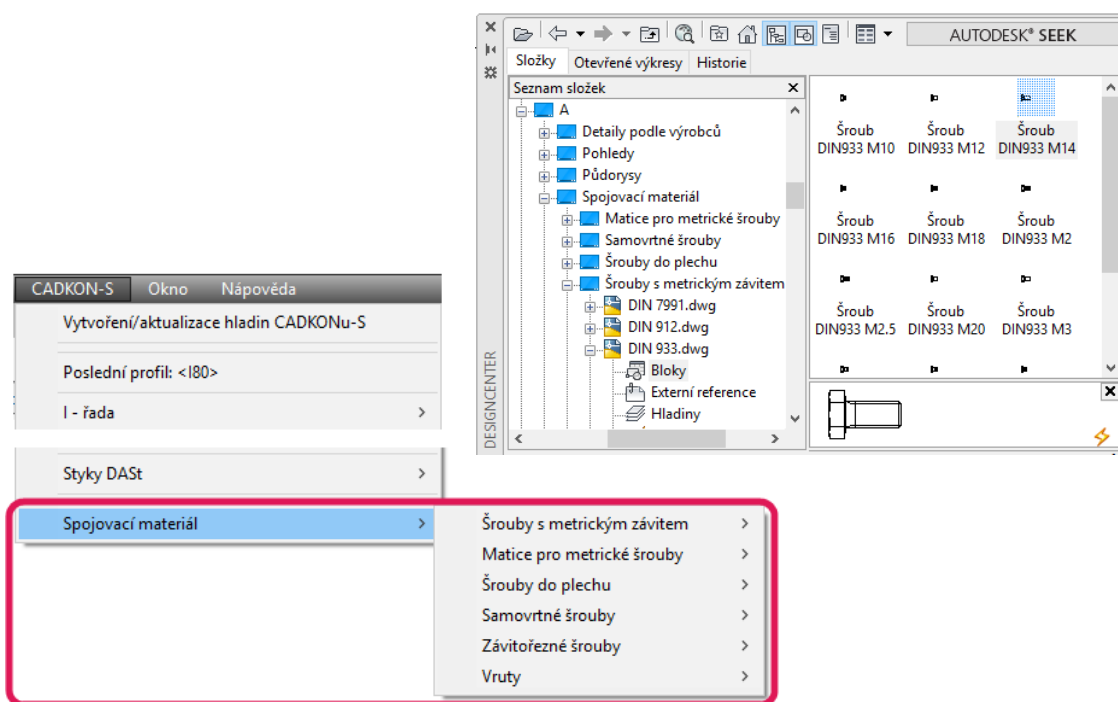 AUTODESK® SEEK
Složky Otevřené výkresy Historie
Seznam složek
A
Detaily podle výrobců
Pohledy
Půdorysy
Spojovací materiál
Matice pro metrické šrouby
Samovrtné šrouby
Šrouby do plechu
Šrouby s metrickým závitem
DIN 7991.dwg
DIN 912.dwg
DIN 933.dwg
Bloky
Externí reference
Hladiny
DESIGNCENTER
Šroub
DIN933 M10
Šroub
DIN933 M12
Šroub
DIN933 M14
Šroub
DIN933 M16
Šroub
DIN933 M18
Šroub
DIN933 M2
Šroub
DIN933 M2.5
Šroub
DIN933 M20
Šroub
DIN933 M3
CADKON-S Okno Nápověda
Vytvoření/aktualizace hladin CADKONu-S
Poslední profil: <I80>
I - řada
Styky DASt
Spojovací materiál
Šrouby s metrickým závitem
Matice pro metrické šrouby
Šrouby do plechu
Samovrtné šrouby
Závitořezné šrouby
Vruty